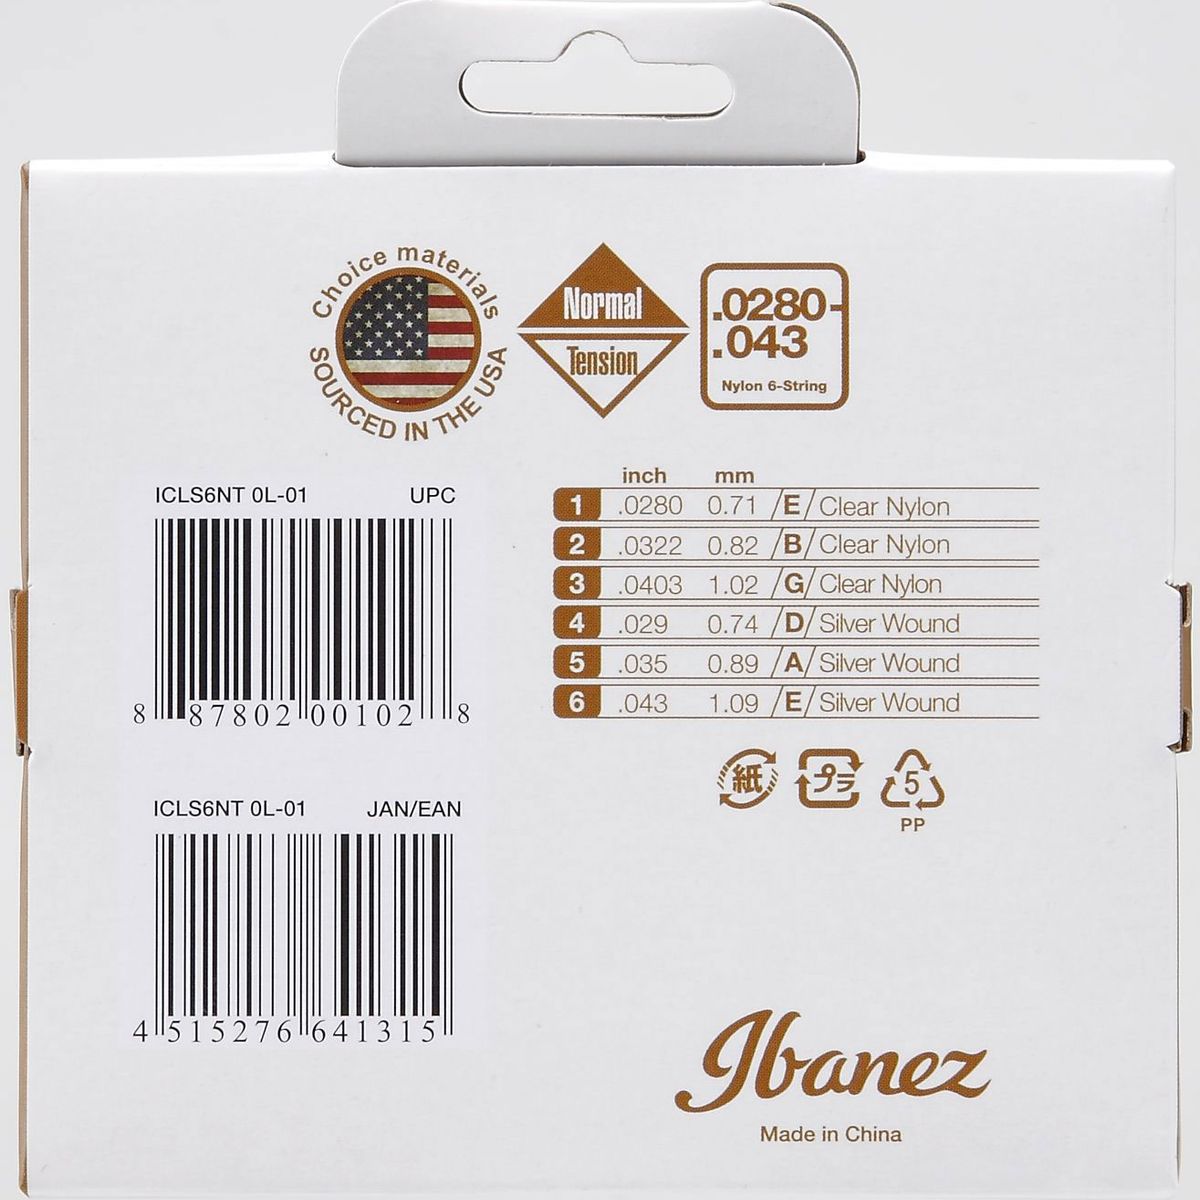 Choice materials
SOURCED IN THE USA
Normal
Tension
.0280-
.043
Nylon 6-String
ICLS6NT 0L-01 UPC
8 87802 00102 8
inch mm
1 .0280 0.71 /E/ Clear Nylon
2 .0322 0.82 /B/ Clear Nylon
3 .0403 1.02 /G/ Clear Nylon
4 .029 0.74 /D/ Silver Wound
5 .035 0.89 /A/ Silver Wound
6 .043 1.09 /E/ Silver Wound
紙 プラ 5
PP
ICLS6NT 0L-01 JAN/EAN
4 515276 641315
Ibanez
Made in China